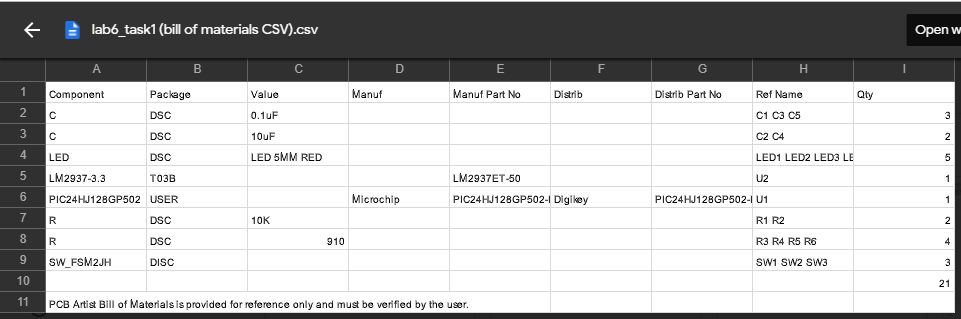 lab6_task1 (bill of materials CSV).csv Open w
A B C D E F G H I
1 Component Package Value Manuf Manuf Part No Distrib Distrib Part No Ref Name Qty
2 C DSC 0.1uF C1 C3 C5 3
3 C DSC 10uF C2 C4 2
4 LED DSC LED 5MM RED LED1 LED2 LED3 LE 5
5 LM2937-3.3 T03B LM2937ET-50 U2 1
6 PIC24HJ128GP502 USER Microchip PIC24HJ128GP502-I Digikey PIC24HJ128GP502-I U1 1
7 R DSC 10K R1 R2 2
8 R DSC 910 R3 R4 R5 R6 4
9 SW_FSM2JH DISC SW1 SW2 SW3 3
10 21
11 PCB Artist Bill of Materials is provided for reference only and must be verified by the user.